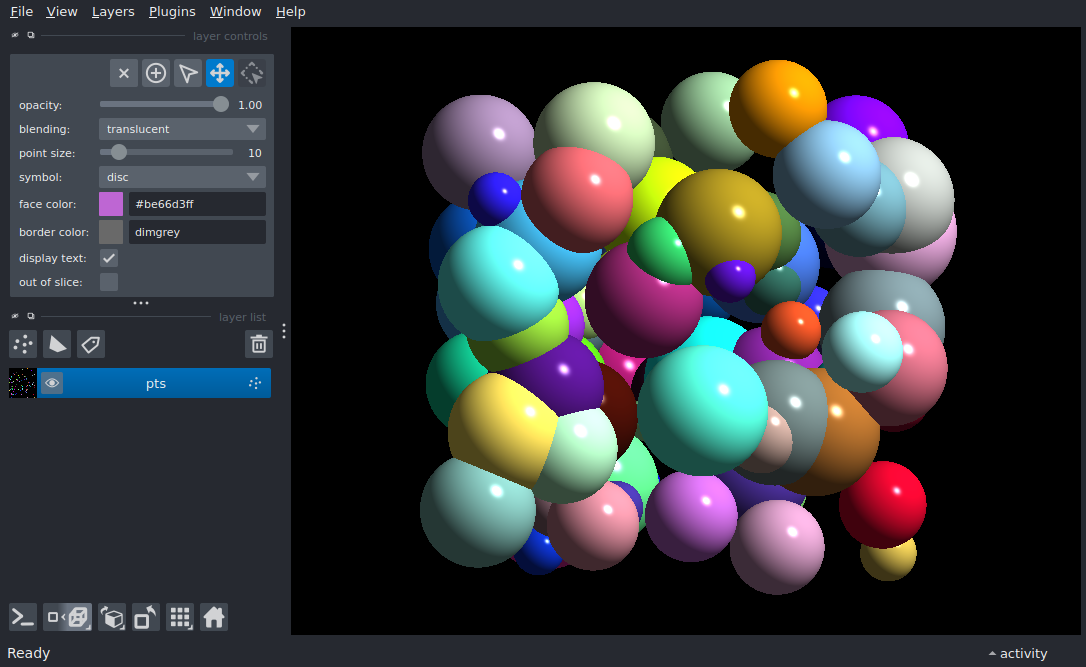 File View Layers Plugins Window Help
layer controls
opacity: 1.00
blending: translucent
point size: 10
symbol: disc
face color: #be66d3ff
border color: dimgrey
display text:
out of slice:
layer list
pts
Ready
activity